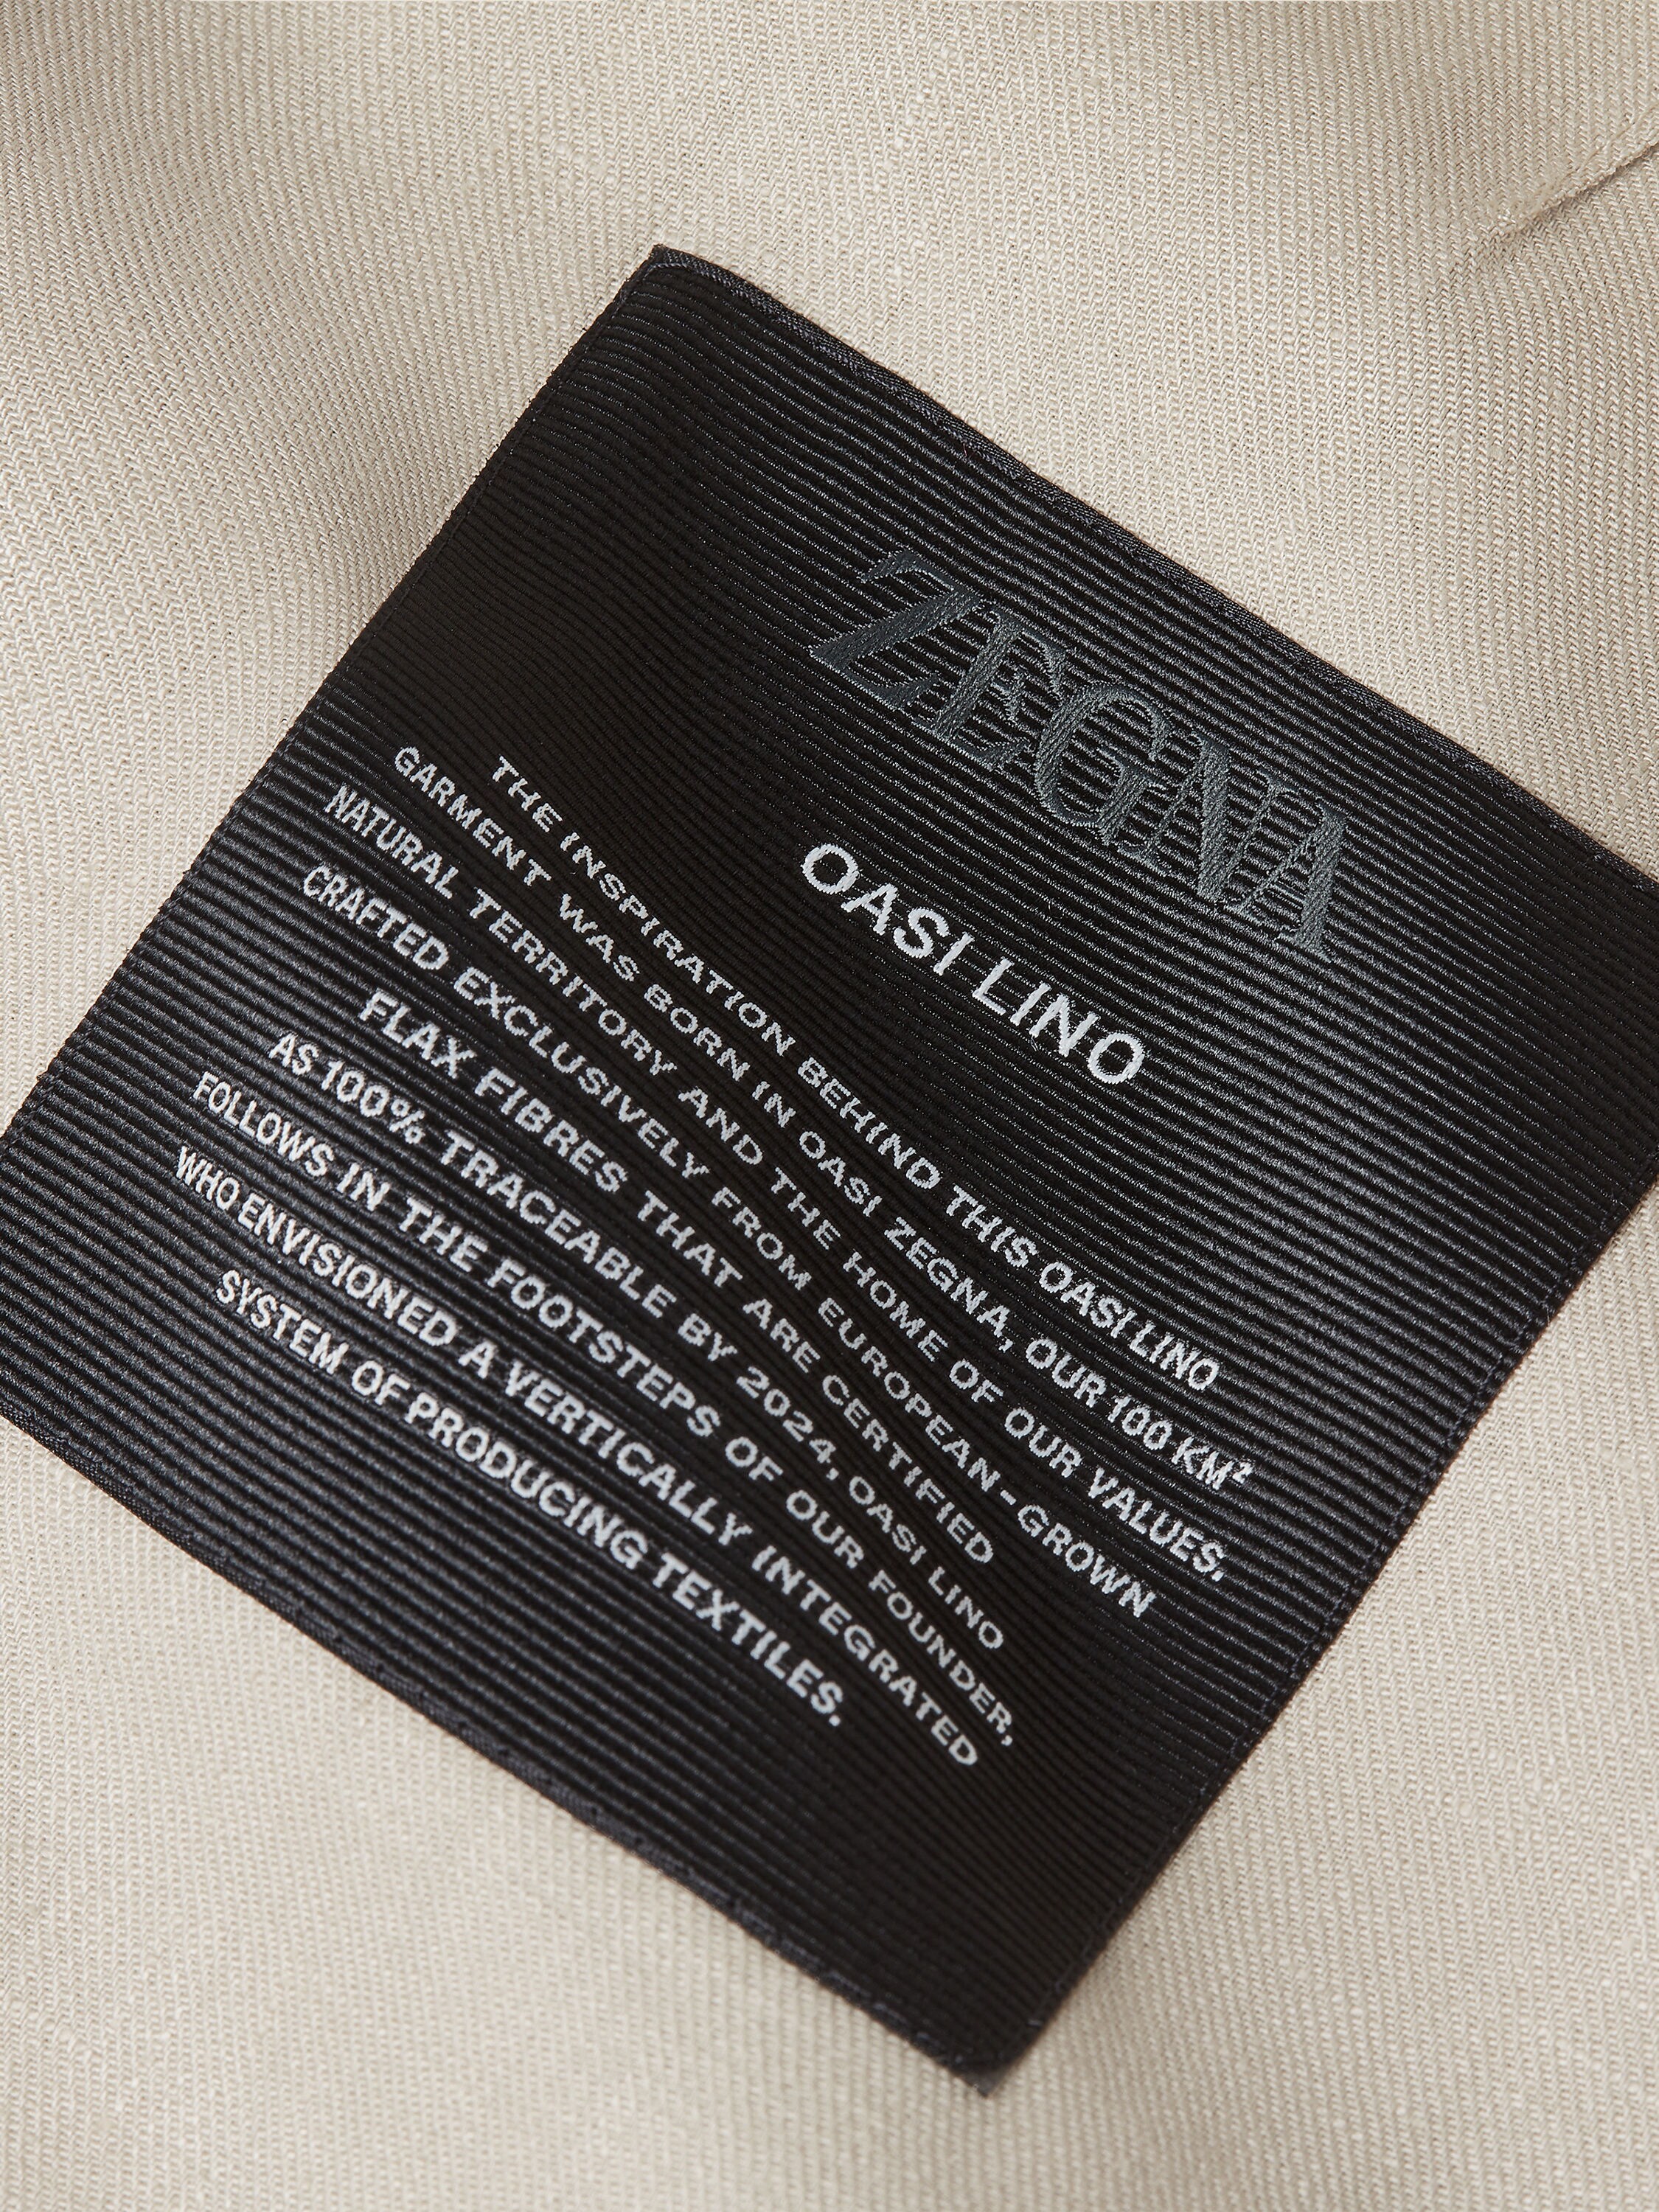 ZEGNA
OASI LINO
THE INSPIRATION BEHIND THIS OASI LINO
GARMENT WAS BORN IN OASI ZEGNA, OUR 100 KM²
NATURAL TERRITORY AND THE HOME OF OUR VALUES.
CRAFTED EXCLUSIVELY FROM EUROPEAN-GROWN
FLAX FIBRES THAT ARE CERTIFIED
AS 100% TRACEABLE BY 2024, OASI LINO
FOLLOWS IN THE FOOTSTEPS OF OUR FOUNDER,
WHO ENVISIONED A VERTICALLY INTEGRATED
SYSTEM OF PRODUCING TEXTILES.